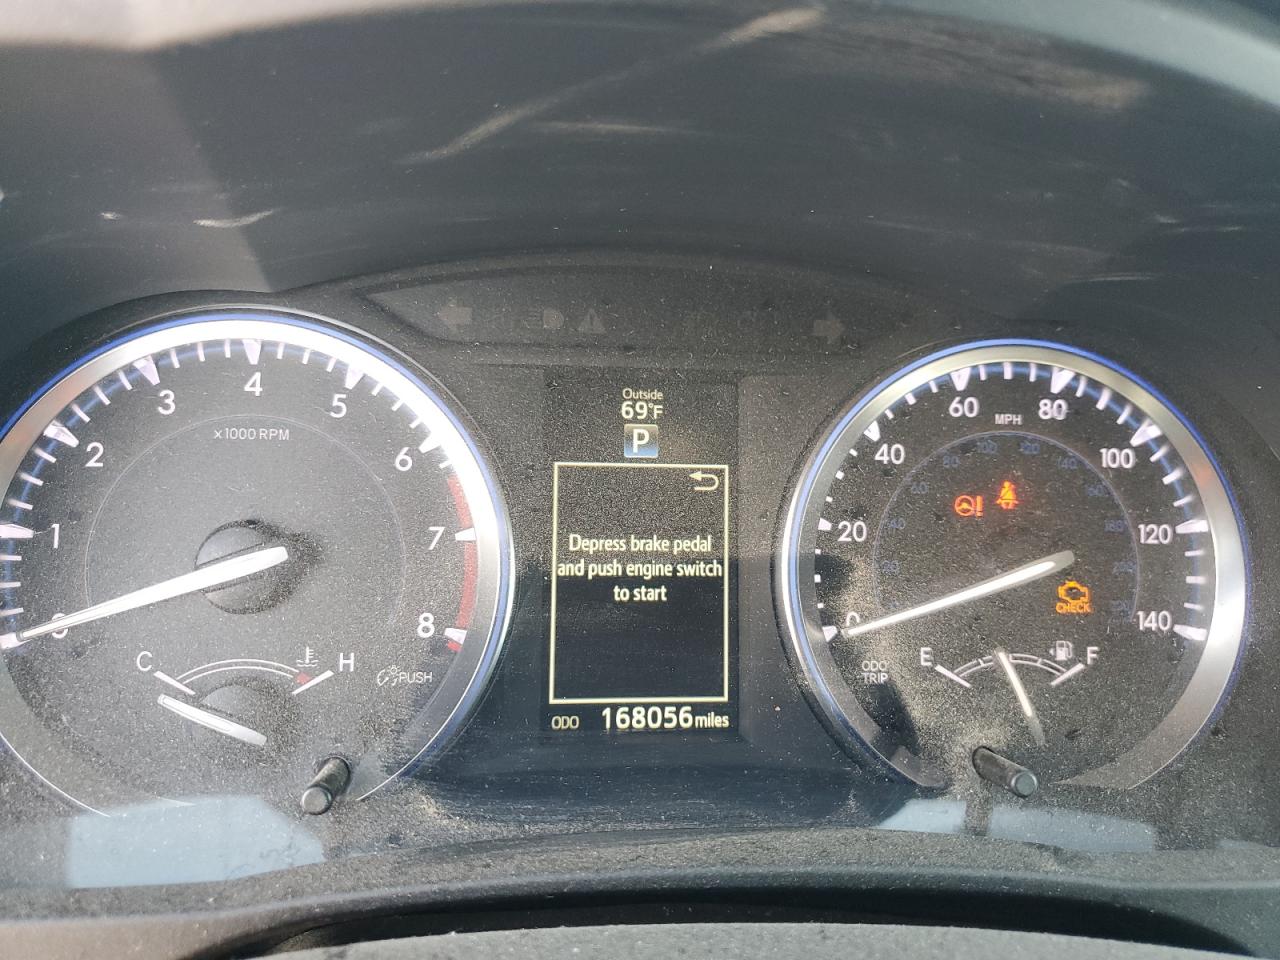 Outside
69°F
P
Depress brake pedal
and push engine switch
to start
ODO 168056 miles
0
1
2
3
4
5
6
7
8
x1000 RPM
C
H
PUSH
0
20
40
60
80
100
120
140
MPH
CHECK
ODO
TRIP
E
F